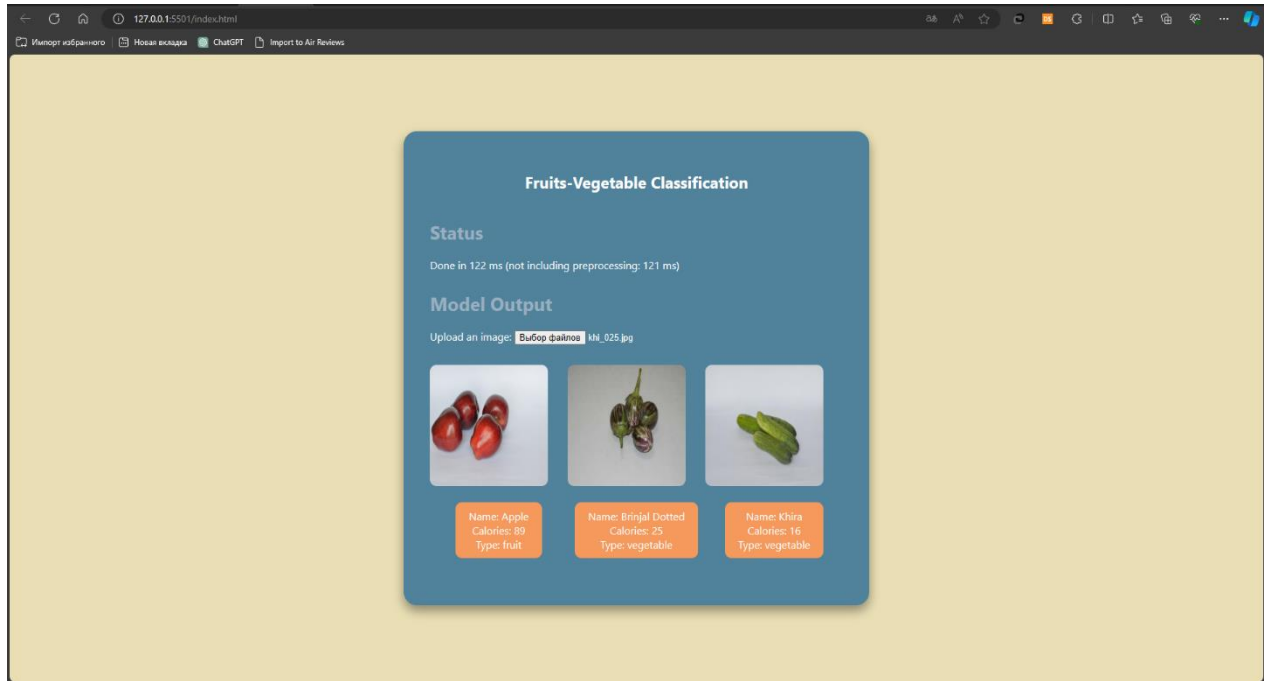 127.0.0.1:5501/index.html
Импорт избранного Новая вкладка ChatGPT Import to Air Reviews
Fruits-Vegetable Classification
Status
Done in 122 ms (not including preprocessing: 121 ms)
Model Output
Upload an image: Выбор файлов khi_025.jpg
Name: Apple
Calories: 89
Type: fruit
Name: Brinjal Dotted
Calories: 25
Type: vegetable
Name: Khira
Calories: 16
Type: vegetable